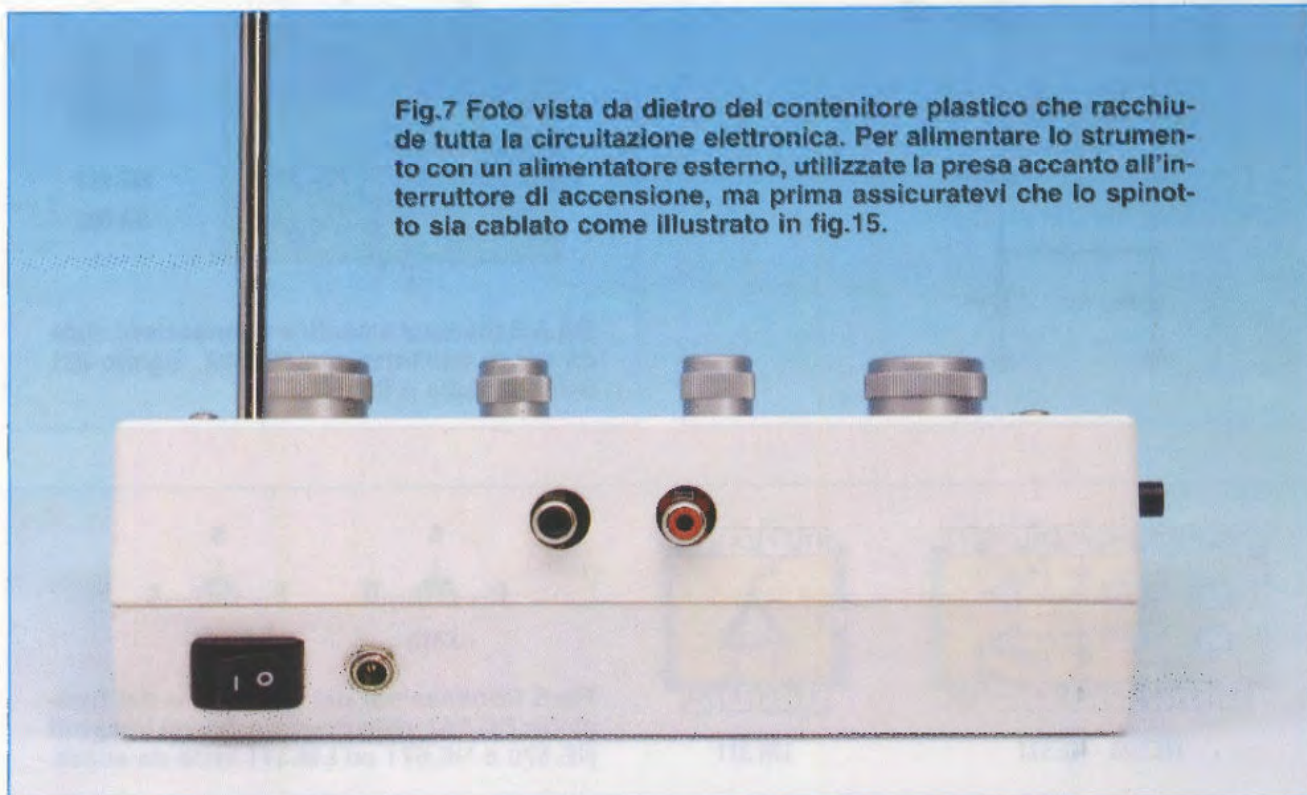 Fig.7 Foto vista da dietro del contenitore plastico che racchiu-
de tutta la circuitazione elettronica. Per alimentare lo strumen-
to con un alimentatore esterno, utilizzate la presa accanto all'in-
terruttore di accensione, ma prima assicuratevi che lo spinot-
to sia cablato come illustrato in fig.15.
I O